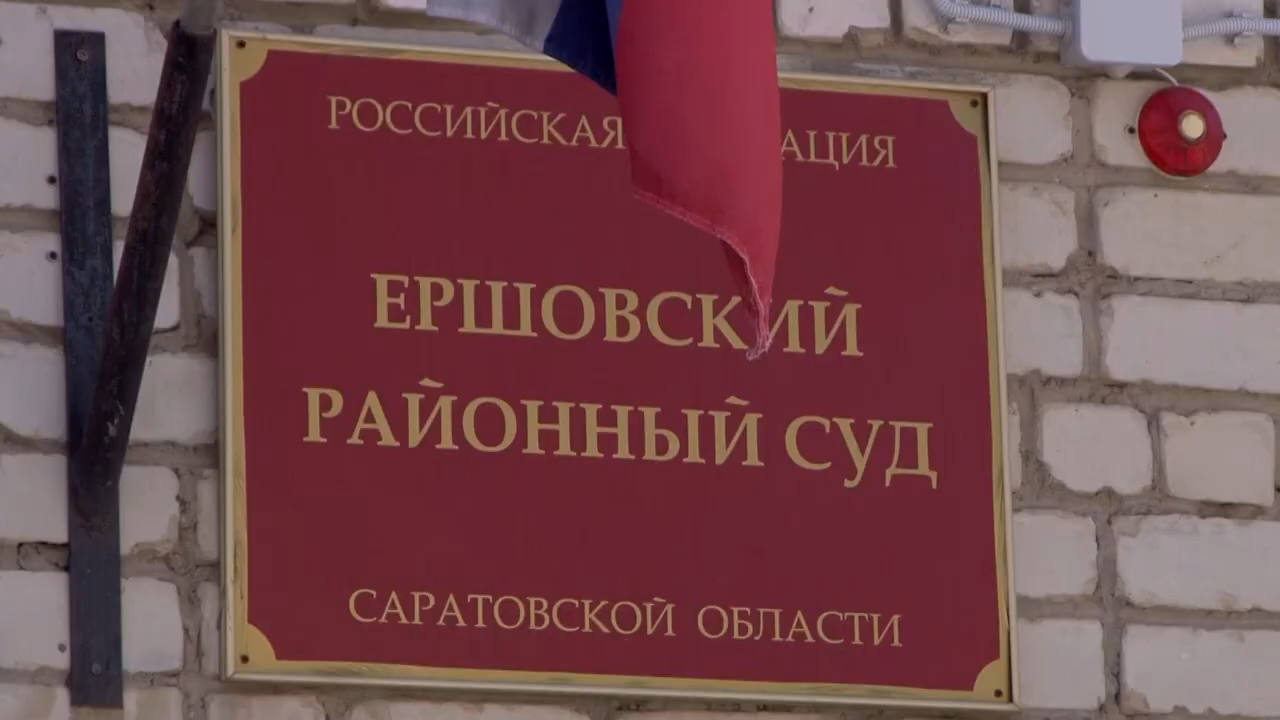 РОССИЙСКАЯ
ЕРШОВСКИЙ
РАЙОННЫЙ СУД
САРАТОВСКОЙ ОБЛАСТИ